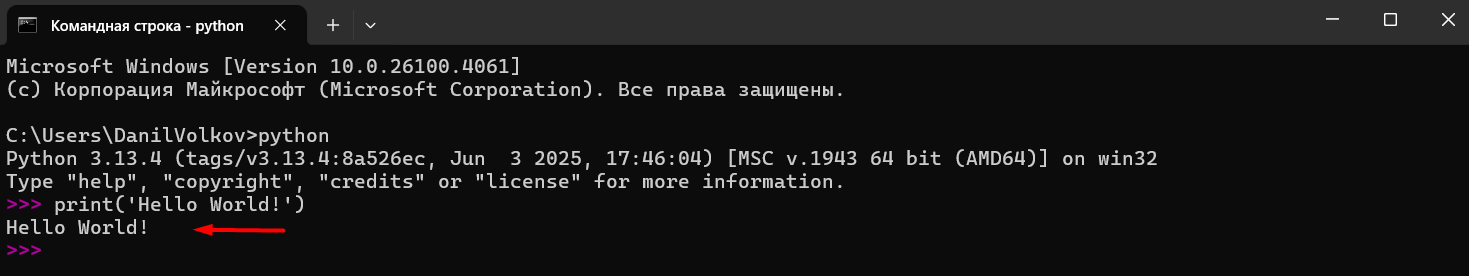 Командная строка - python
Microsoft Windows [Version 10.0.26100.4061]
(c) Корпорация Майкрософт (Microsoft Corporation). Все права защищены.
C:\Users\DanilVolkov>python
Python 3.13.4 (tags/v3.13.4:8a526ec, Jun  3 2025, 17:46:04) [MSC v.1943 64 bit (AMD64)] on win32
Type "help", "copyright", "credits" or "license" for more information.
>>> print('Hello World!')
Hello World!
>>>